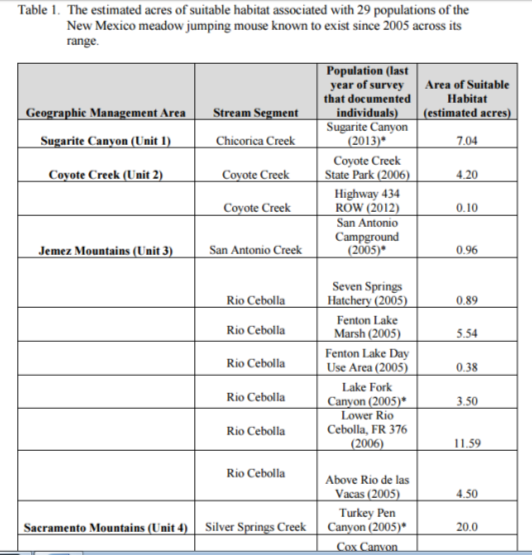 Table 1. The estimated acres of suitable habitat associated with 29 populations of the
New Mexico meadow jumping mouse known to exist since 2005 across its
range.
Geographic Management Area Stream Segment Population (last year of survey that documented individuals) Area of Suitable Habitat (estimated acres)
Sugarite Canyon (Unit 1) Chicorica Creek Sugarite Canyon (2013)* 7.04
Coyote Creek (Unit 2) Coyote Creek Coyote Creek State Park (2006) 4.20
Coyote Creek Highway 434 ROW (2012) 0.10
Jemez Mountains (Unit 3) San Antonio Creek San Antonio Campground (2005)* 0.96
Rio Cebolla Seven Springs Hatchery (2005) 0.89
Rio Cebolla Fenton Lake Marsh (2005) 5.54
Rio Cebolla Fenton Lake Day Use Area (2005) 0.38
Rio Cebolla Lake Fork Canyon (2005)* 3.50
Rio Cebolla Lower Rio Cebolla, FR 376 (2006) 11.59
Rio Cebolla Above Rio de las Vacas (2005) 4.50
Sacramento Mountains (Unit 4) Silver Springs Creek Turkey Pen Canyon (2005)* 20.0
Cox Canyon